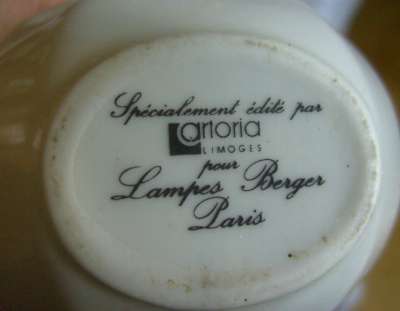 Spécialement édité par
artoria
LIMOGES
pour
Lampes Berger
Paris